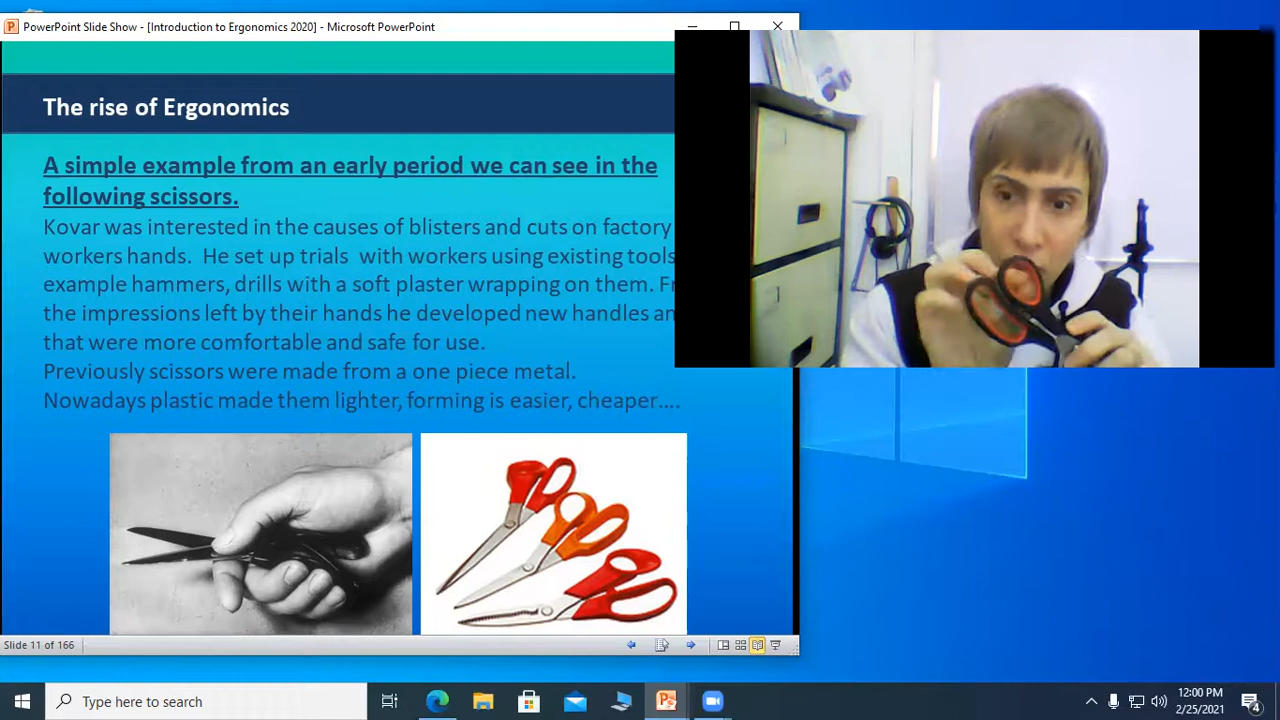 PowerPoint Slide Show - [Introduction to Ergonomics 2020] - Microsoft PowerPoint
The rise of Ergonomics
A simple example from an early period we can see in the
following scissors.
Kovar was interested in the causes of blisters and cuts on factory
workers hands. He set up trials with workers using existing tools
example hammers, drills with a soft plaster wrapping on them.
the impressions left by their hands he developed new handles
that were more comfortable and safe for use.
Previously scissors were made from a one piece metal.
Nowadays plastic made them lighter, forming is easier, cheaper....
Slide 11 of 166
Type here to search
12:00 PM
2/25/2021
4